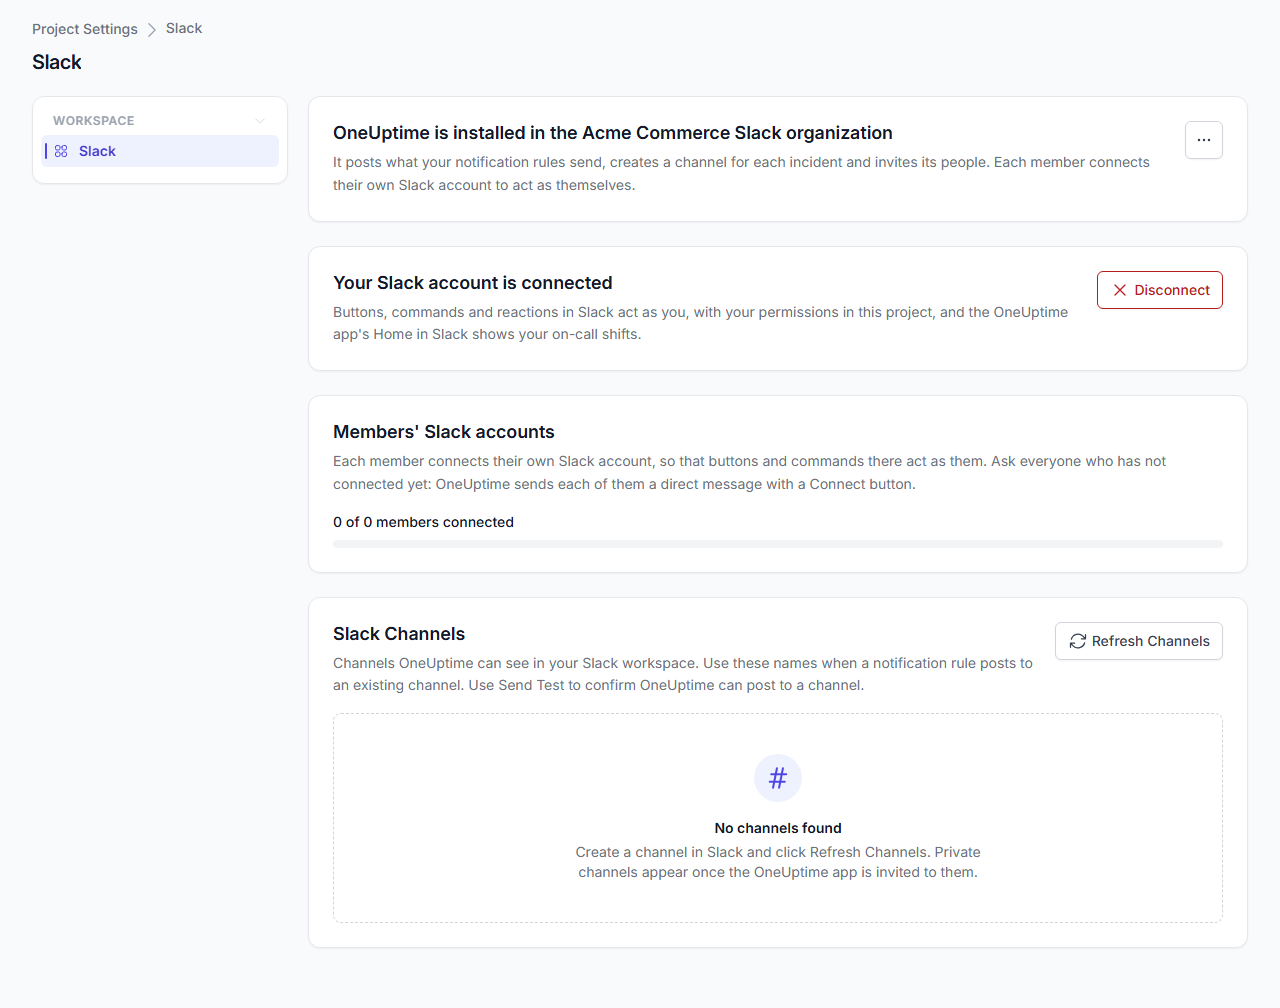 Project Settings > Slack
Slack
WORKSPACE
Slack
OneUptime is installed in the Acme Commerce Slack organization
It posts what your notification rules send, creates a channel for each incident and invites its people. Each member connects
their own Slack account to act as themselves.
Your Slack account is connected
Disconnect
Buttons, commands and reactions in Slack act as you, with your permissions in this project, and the OneUptime
app's Home in Slack shows your on-call shifts.
Members' Slack accounts
Each member connects their own Slack account, so that buttons and commands there act as them. Ask everyone who has not
connected yet: OneUptime sends each of them a direct message with a Connect button.
0 of 0 members connected
Slack Channels
Refresh Channels
Channels OneUptime can see in your Slack workspace. Use these names when a notification rule posts to
an existing channel. Use Send Test to confirm OneUptime can post to a channel.
#
No channels found
Create a channel in Slack and click Refresh Channels. Private
channels appear once the OneUptime app is invited to them.